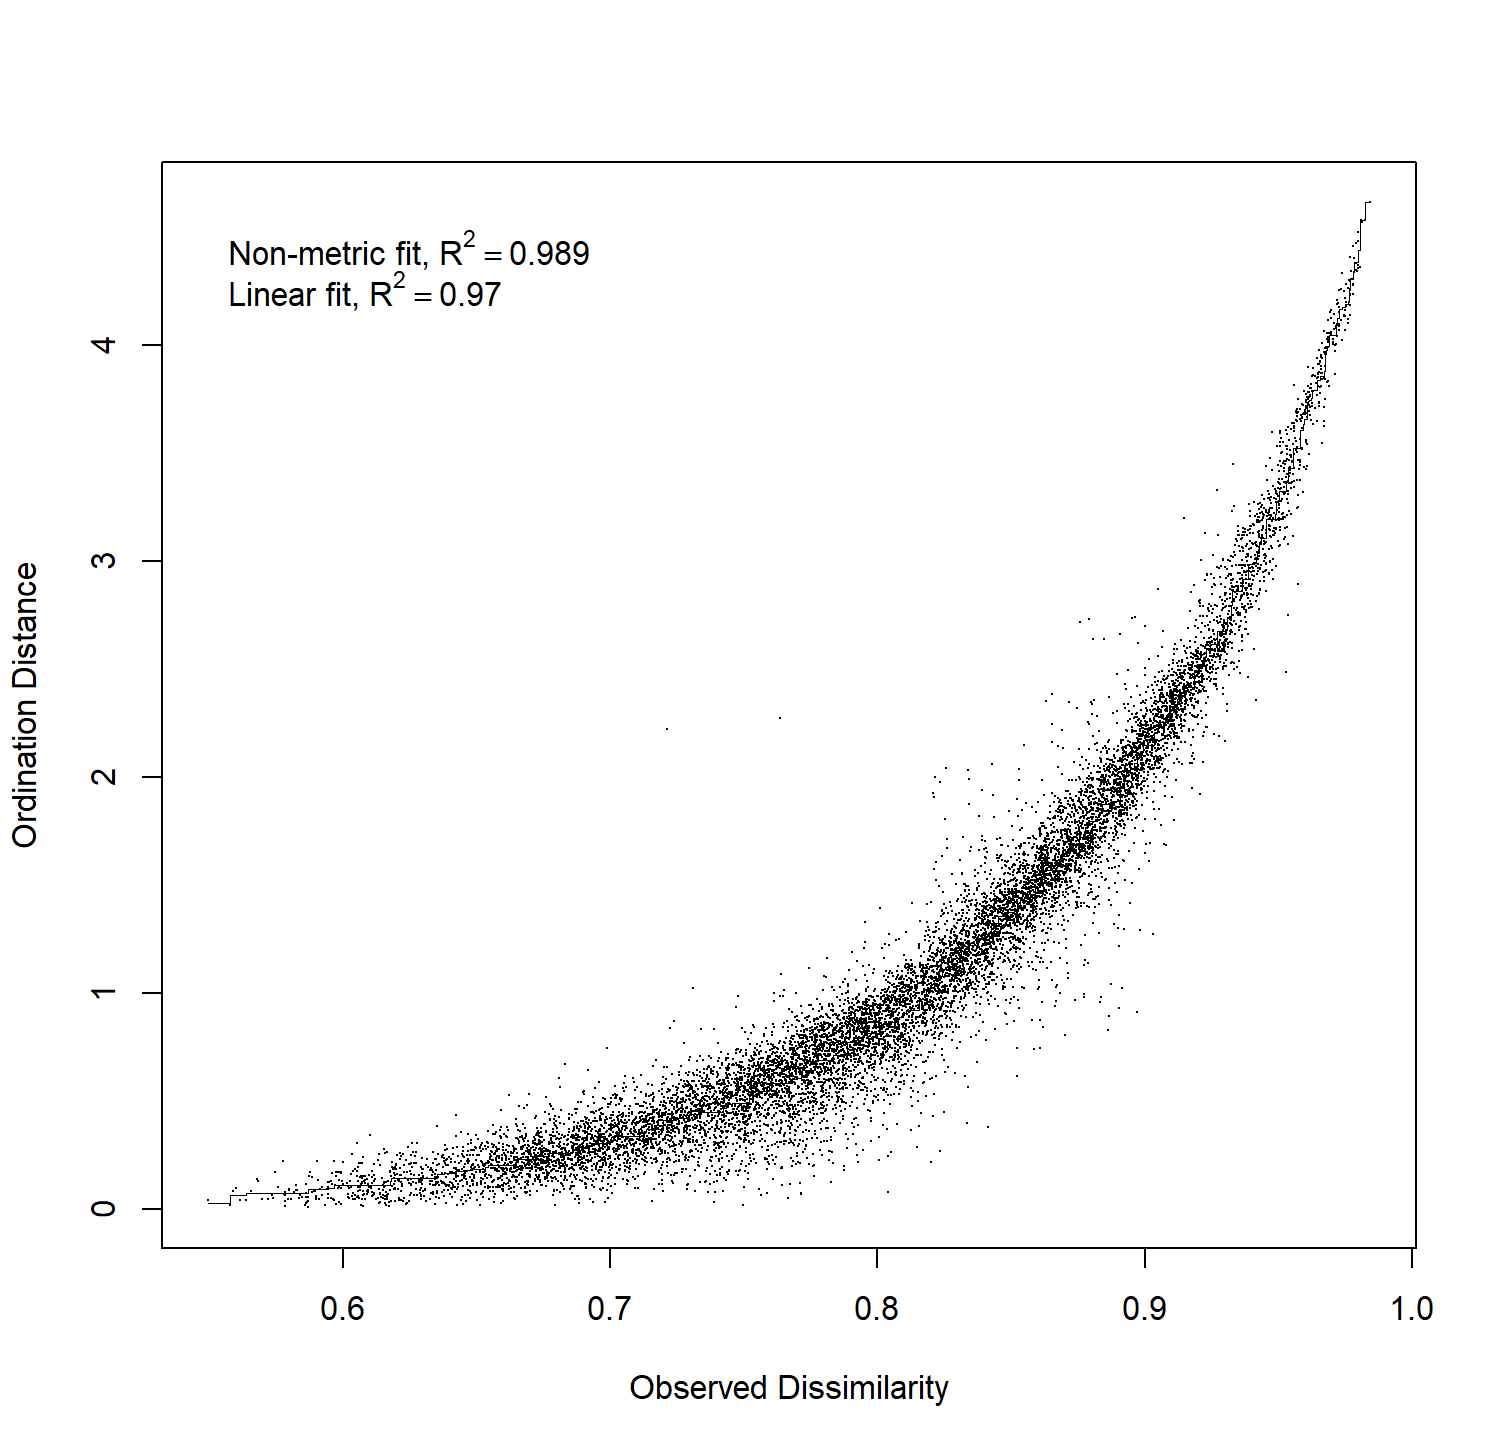 Non-metric fit, R² = 0.989
Linear fit, R² = 0.97
4
3
2
1
0
Ordination Distance
0.6 0.7 0.8 0.9 1.0
Observed Dissimilarity